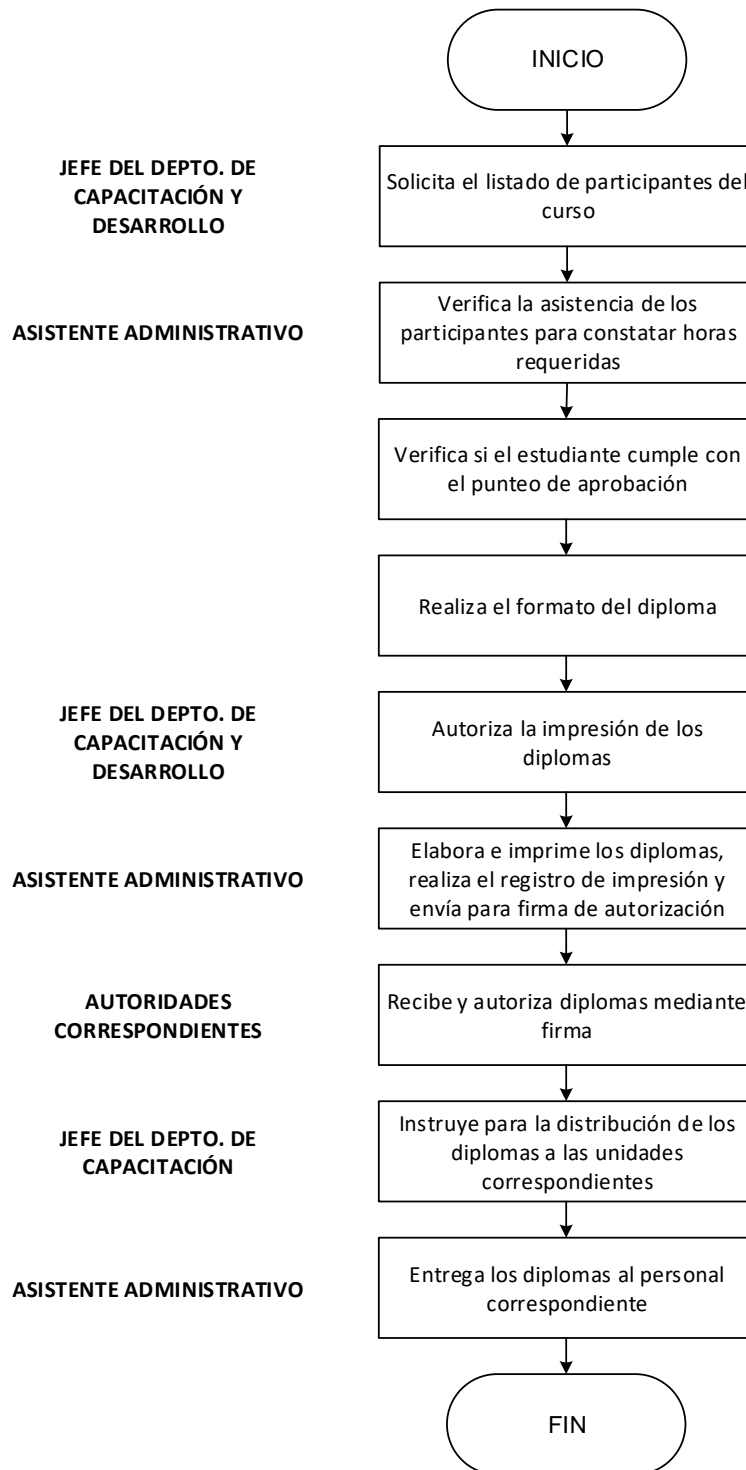 INICIO
JEFE DEL DEPTO. DE
CAPACITACIÓN Y
DESARROLLO
Solicita el listado de participantes del
curso
ASISTENTE ADMINISTRATIVO
Verifica la asistencia de los
participantes para constatar horas
requeridas
Verifica si el estudiante cumple con
el punteo de aprobación
Realiza el formato del diploma
JEFE DEL DEPTO. DE
CAPACITACIÓN Y
DESARROLLO
Autoriza la impresión de los
diplomas
ASISTENTE ADMINISTRATIVO
Elabora e imprime los diplomas,
realiza el registro de impresión y
envía para firma de autorización
AUTORIDADES
CORRESPONDIENTES
Recibe y autoriza diplomas mediante
firma
JEFE DEL DEPTO. DE
CAPACITACIÓN
Instruye para la distribución de los
diplomas a las unidades
correspondientes
ASISTENTE ADMINISTRATIVO
Entrega los diplomas al personal
correspondiente
FIN